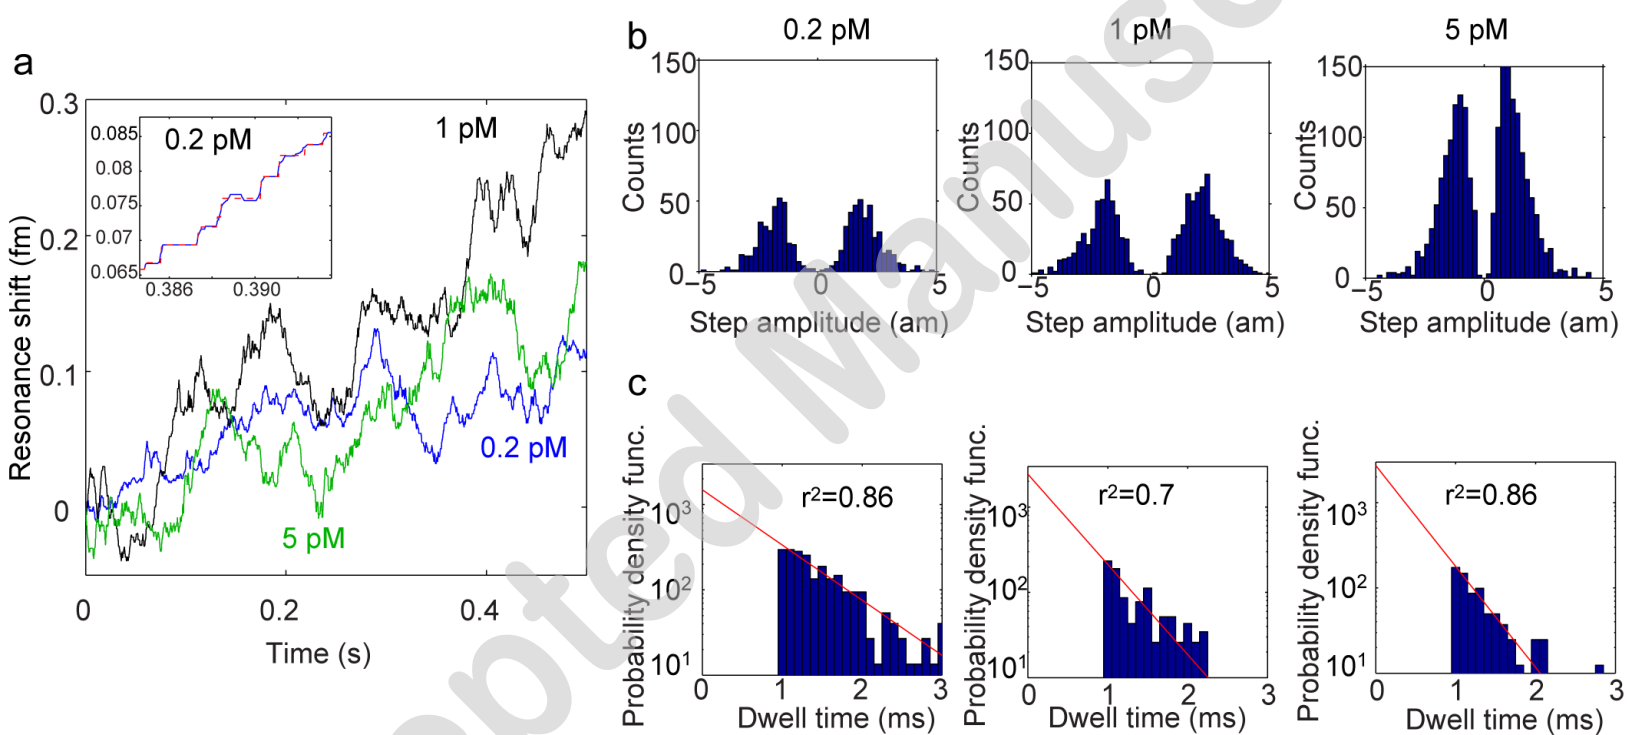 a
Resonance shift (fm)
0.3
0.2
0.1
0
0
0.2
0.4
Time (s)
1 pM
0.2 pM
5 pM
0.2 pM
0.085
0.08
0.075
0.07
0.065
0.386
0.390
b
0.2 pM
Counts
150
100
50
0
−5
0
5
Step amplitude (am)
1 pM
Counts
150
100
50
0
−5
0
5
Step amplitude (am)
5 pM
Counts
150
100
50
0
−5
0
5
Step amplitude (am)
c
Probability density func.
r²=0.86
10³
10²
10¹
0
1
2
3
Dwell time (ms)
Probability density func.
r²=0.7
10³
10²
10¹
0
1
2
3
Dwell time (ms)
Probability density func.
r²=0.86
10³
10²
10¹
0
1
2
3
Dwell time (ms)
pted Manusc